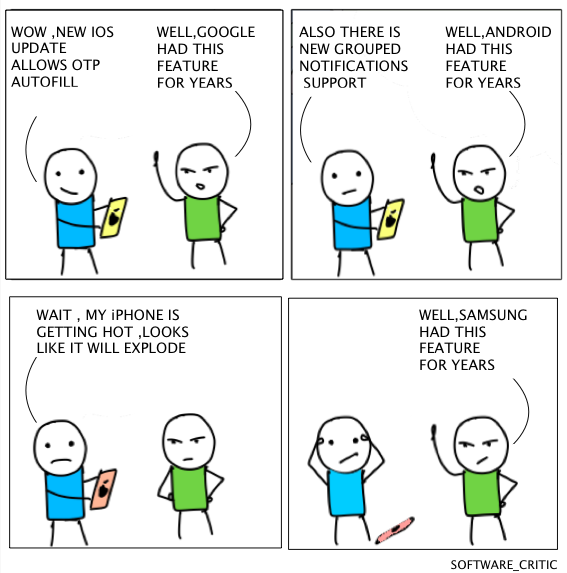 WOW ,NEW IOS
UPDATE
ALLOWS OTP
AUTOFILL
WELL,GOOGLE
HAD THIS
FEATURE
FOR YEARS
ALSO THERE IS
NEW GROUPED
NOTIFICATIONS
SUPPORT
WELL,ANDROID
HAD THIS
FEATURE
FOR YEARS
WAIT , MY iPHONE IS
GETTING HOT ,LOOKS
LIKE IT WILL EXPLODE
WELL,SAMSUNG
HAD THIS
FEATURE
FOR YEARS
SOFTWARE_CRITIC